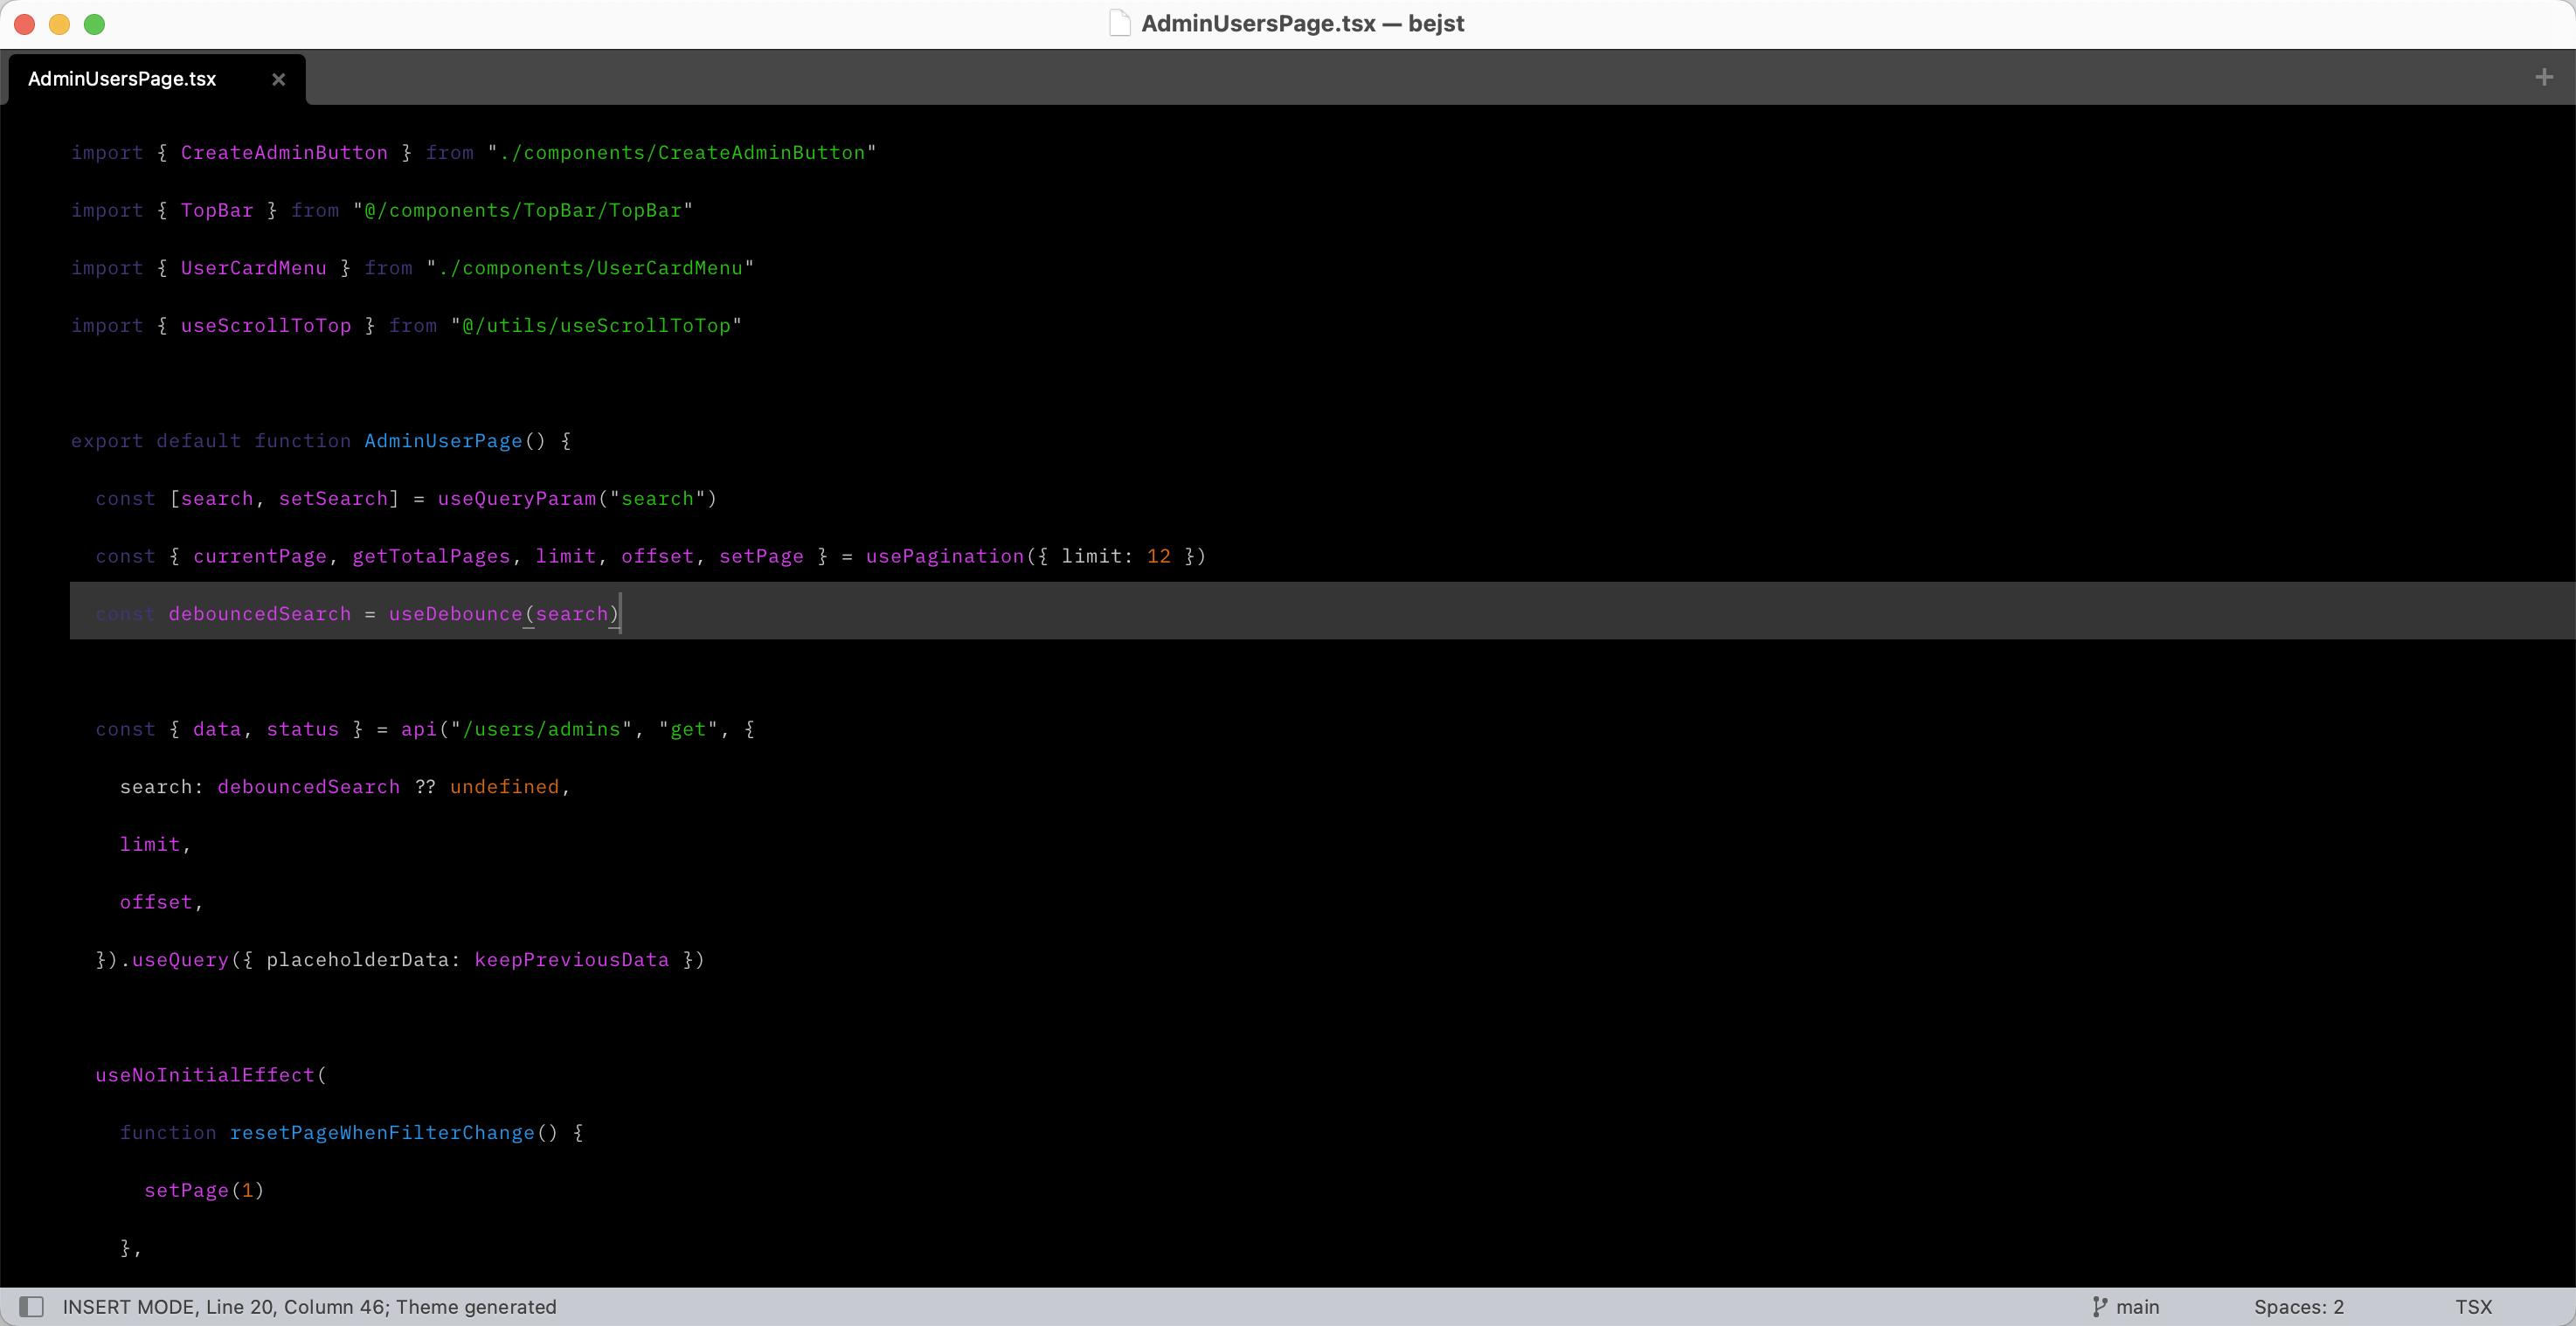 AdminUsersPage.tsx — bejst
AdminUsersPage.tsx
import { CreateAdminButton } from "./components/CreateAdminButton"
import { TopBar } from "@/components/TopBar/TopBar"
import { UserCardMenu } from "./components/UserCardMenu"
import { useScrollToTop } from "@/utils/useScrollToTop"
export default function AdminUserPage() {
  const [search, setSearch] = useQueryParam("search")
  const { currentPage, getTotalPages, limit, offset, setPage } = usePagination({ limit: 12 })
  const debouncedSearch = useDebounce(search)
  const { data, status } = api("/users/admins", "get", {
    search: debouncedSearch ?? undefined,
    limit,
    offset,
  }).useQuery({ placeholderData: keepPreviousData })
  useNoInitialEffect(
    function resetPageWhenFilterChange() {
      setPage(1)
    },
INSERT MODE, Line 20, Column 46; Theme generated
main
Spaces: 2
TSX